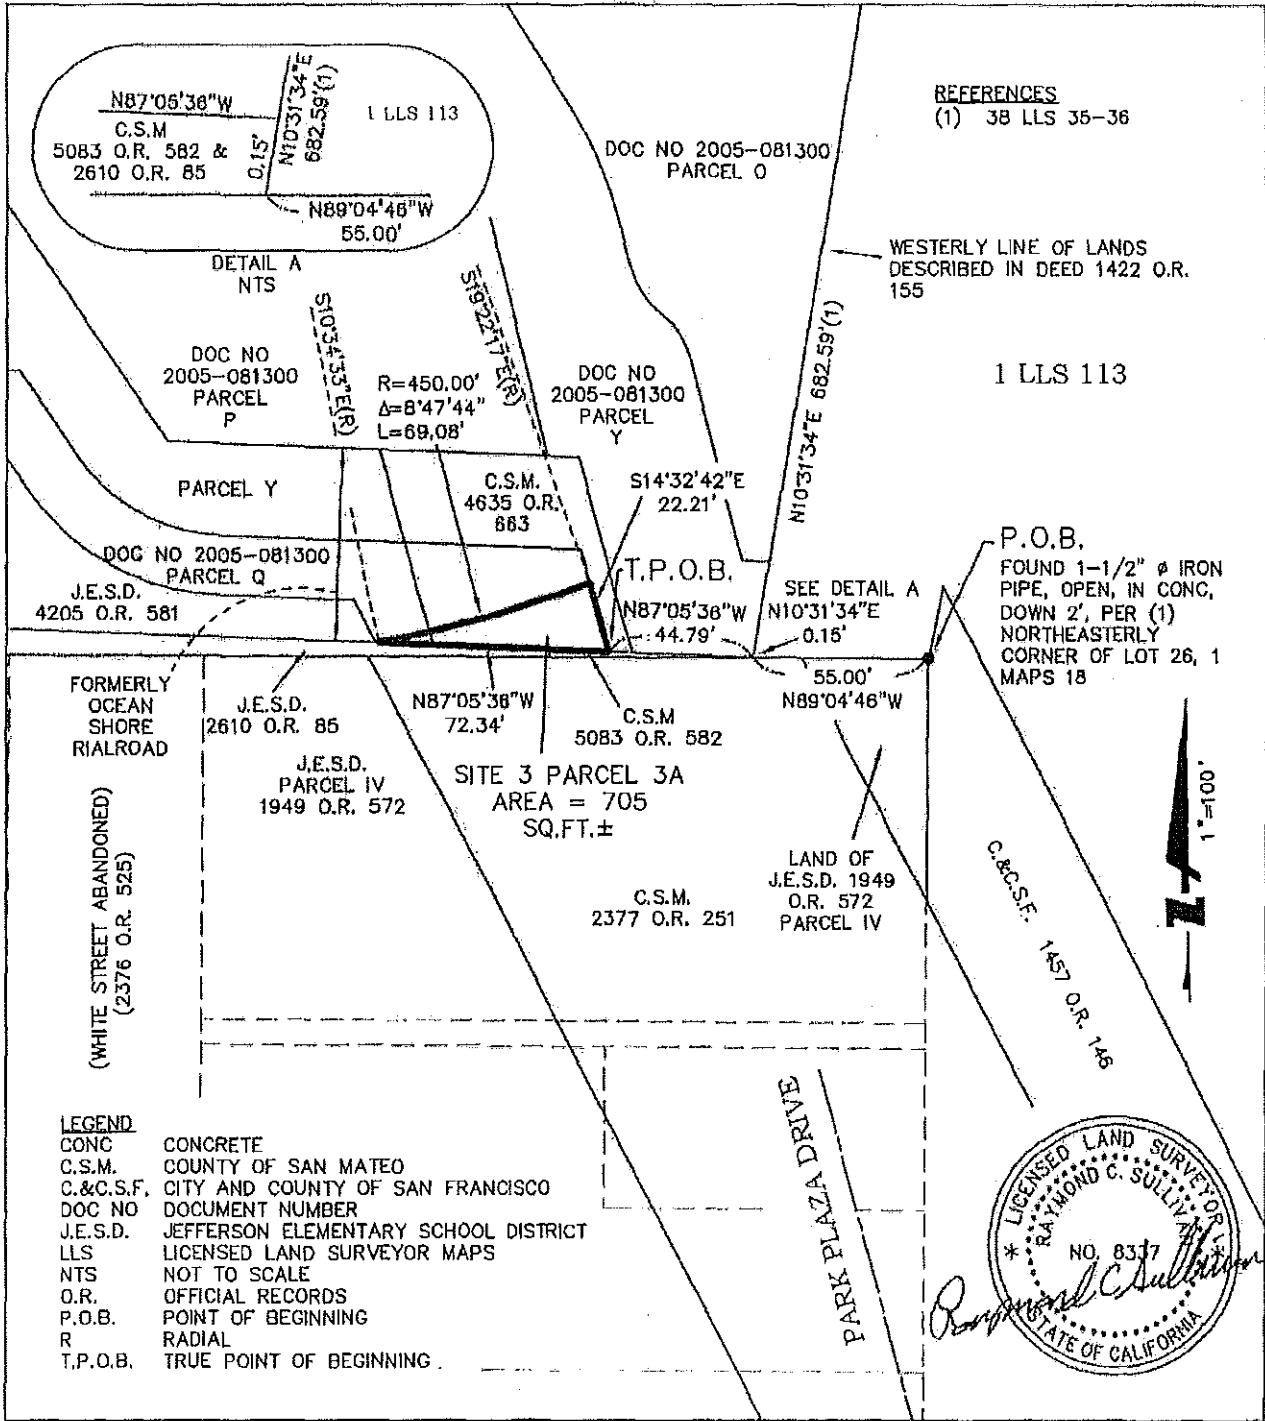 N87°05'36"W
C.S.M
5083 O.R. 582 &
2610 O.R. 85
0.15'
N10°31'34"E
682.59'(1)
1 LLS 113
N89°04'46"W
55.00'
DETAIL A
NTS
REFERENCES
(1) 38 LLS 35-36
DOC NO 2005-081300
PARCEL O
WESTERLY LINE OF LANDS
DESCRIBED IN DEED 1422 O.R.
155
N10°31'34"E 682.59'(1)
1 LLS 113
S10°34'33"E(R)
S19°22'17"E(R)
DOC NO
2005-081300
PARCEL
P
R=450.00'
Δ=8°47'44"
L=69.08'
DOC NO
2005-081300
PARCEL
Y
PARCEL Y
C.S.M.
4635 O.R.
663
S14°32'42"E
22.21'
DOC NO 2005-081300
PARCEL Q
J.E.S.D.
4205 O.R. 581
T.P.O.B.
N87°05'36"W
44.79'
SEE DETAIL A
N10°31'34"E
0.15'
P.O.B.
FOUND 1-1/2" ø IRON
PIPE, OPEN, IN CONC,
DOWN 2', PER (1)
NORTHEASTERLY
CORNER OF LOT 26, 1
MAPS 18
55.00'
N89°04'46"W
FORMERLY
OCEAN
SHORE
RIALROAD
J.E.S.D.
2610 O.R. 85
N87°05'36"W
72.34'
C.S.M
5083 O.R. 582
J.E.S.D.
PARCEL IV
1949 O.R. 572
SITE 3 PARCEL 3A
AREA = 705
SQ.FT.±
(WHITE STREET ABANDONED)
(2376 O.R. 525)
C.S.M.
2377 O.R. 251
LAND OF
J.E.S.D. 1949
O.R. 572
PARCEL IV
C.&C.S.F. 1457 O.R. 146
1"=100'
PARK PLAZA DRIVE
LEGEND
CONC CONCRETE
C.S.M. COUNTY OF SAN MATEO
C.&C.S.F. CITY AND COUNTY OF SAN FRANCISCO
DOC NO DOCUMENT NUMBER
J.E.S.D. JEFFERSON ELEMENTARY SCHOOL DISTRICT
LLS LICENSED LAND SURVEYOR MAPS
NTS NOT TO SCALE
O.R. OFFICIAL RECORDS
P.O.B. POINT OF BEGINNING
R RADIAL
T.P.O.B. TRUE POINT OF BEGINNING
LICENSED LAND SURVEYOR
RAYMOND C. SULLIVAN
NO. 8337
STATE OF CALIFORNIA
Raymond C Sullivan